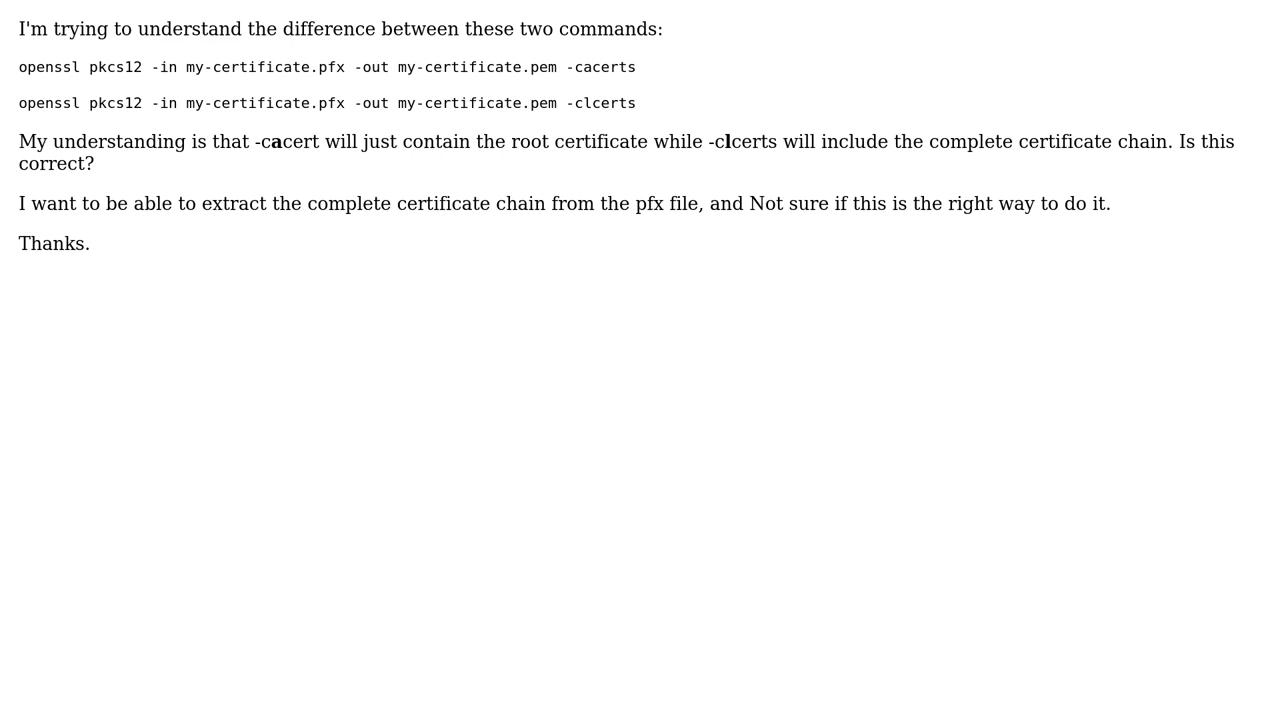 I'm trying to understand the difference between these two commands:
openssl pkcs12 -in my-certificate.pfx -out my-certificate.pem -cacerts
openssl pkcs12 -in my-certificate.pfx -out my-certificate.pem -clcerts
My understanding is that -cacert will just contain the root certificate while -clcerts will include the complete certificate chain. Is this
correct?
I want to be able to extract the complete certificate chain from the pfx file, and Not sure if this is the right way to do it.
Thanks.